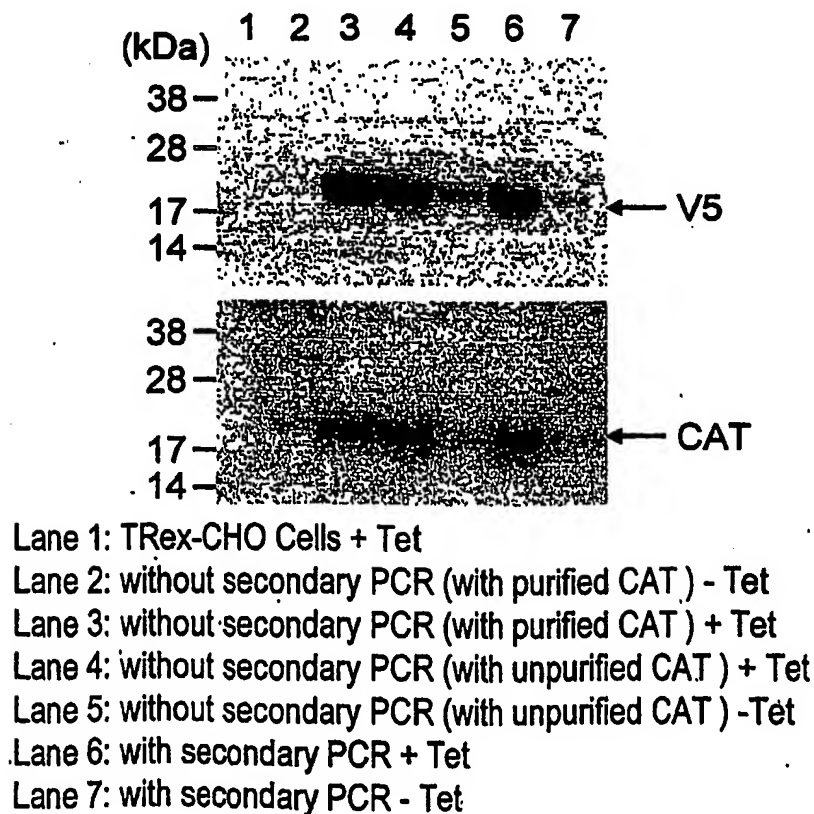 1 2 3 4 5 6 7
(kDa)
38
28
17
14
V5
38
28
17
14
CAT
Lane 1: TRex-CHO Cells + Tet
Lane 2: without secondary PCR (with purified CAT ) - Tet
Lane 3: without secondary PCR (with purified CAT ) + Tet
Lane 4: without secondary PCR (with unpurified CAT ) + Tet
Lane 5: without secondary PCR (with unpurified CAT ) -Tet
Lane 6: with secondary PCR + Tet
Lane 7: with secondary PCR - Tet